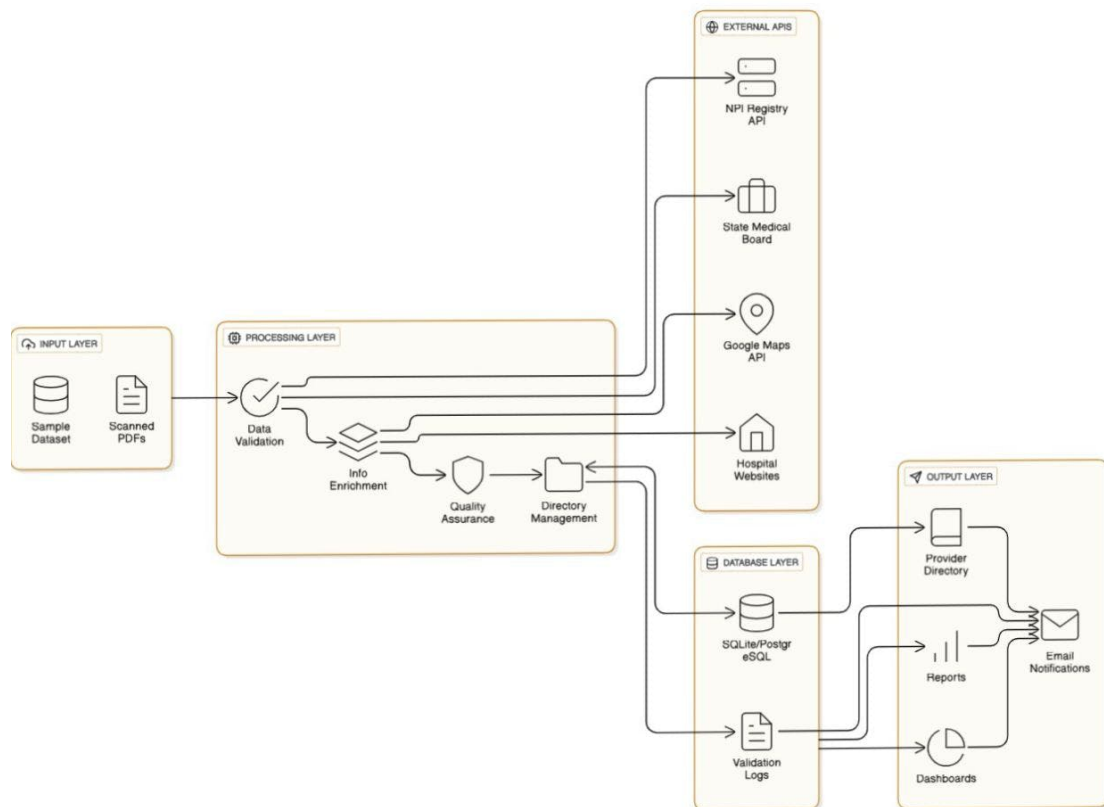 EXTERNAL APIS
NPI Registry
API
State Medical
Board
Google Maps
API
Hospital
Websites
INPUT LAYER
Sample
Dataset
Scanned
PDFs
PROCESSING LAYER
Data
Validation
Info
Enrichment
Quality
Assurance
Directory
Management
DATABASE LAYER
SQLite/Postgr
eSQL
Validation
Logs
OUTPUT LAYER
Provider
Directory
Reports
Dashboards
Email
Notifications